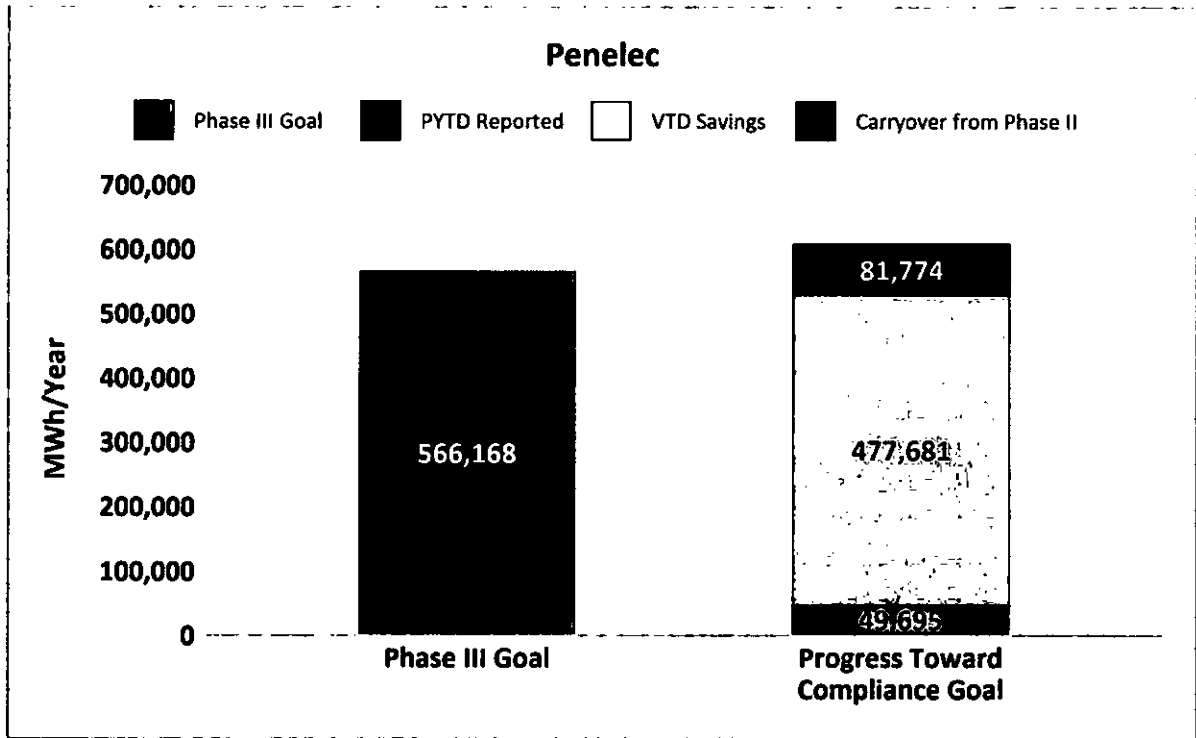 Penelec
Phase III Goal PYTD Reported VTD Savings Carryover from Phase II
700,000
600,000
500,000
400,000
300,000
200,000
100,000
0
MWh/Year
566,168
81,774
477,681
49,695
Phase III Goal
Progress Toward
Compliance Goal